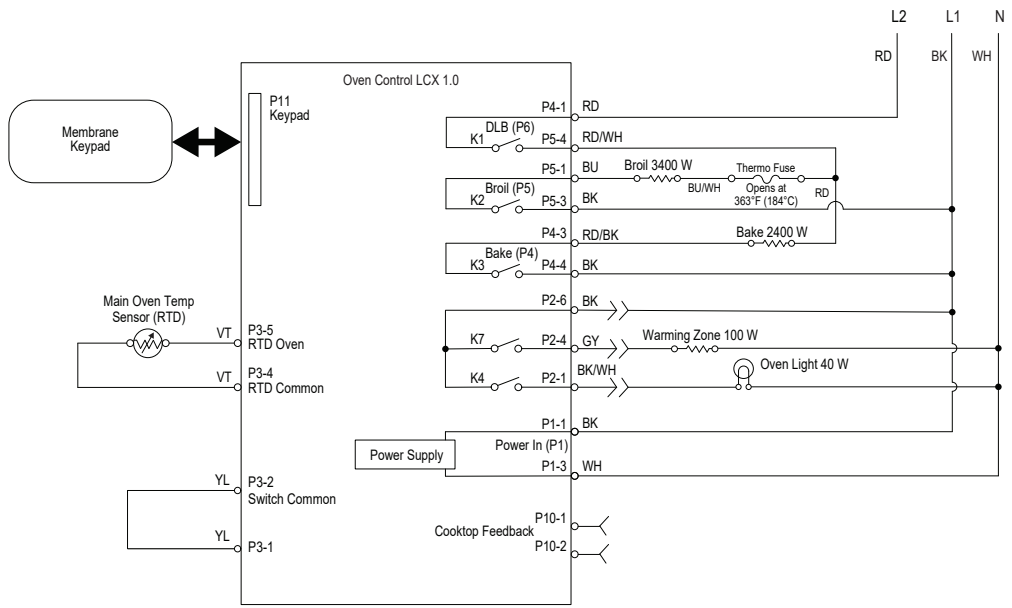 L2 L1 N
RD BK WH
Oven Control LCX 1.0
P11
Keypad
Membrane
Keypad
P4-1 RD
DLB (P6)
K1 P5-4 RD/WH
P5-1 BU Broil 3400 W Thermo Fuse
BU/WH Opens at RD
363°F (184°C)
Broil (P5)
K2 P5-3 BK
P4-3 RD/BK Bake 2400 W
Bake (P4)
K3 P4-4 BK
P2-6 BK
Main Oven Temp
Sensor (RTD)
VT P3-5
RTD Oven
K7 P2-4 GY Warming Zone 100 W
VT P3-4
RTD Common
K4 P2-1 BK/WH Oven Light 40 W
P1-1 BK
Power Supply Power In (P1)
P1-3 WH
YL P3-2
Switch Common
YL P3-1
Cooktop Feedback P10-1
P10-2